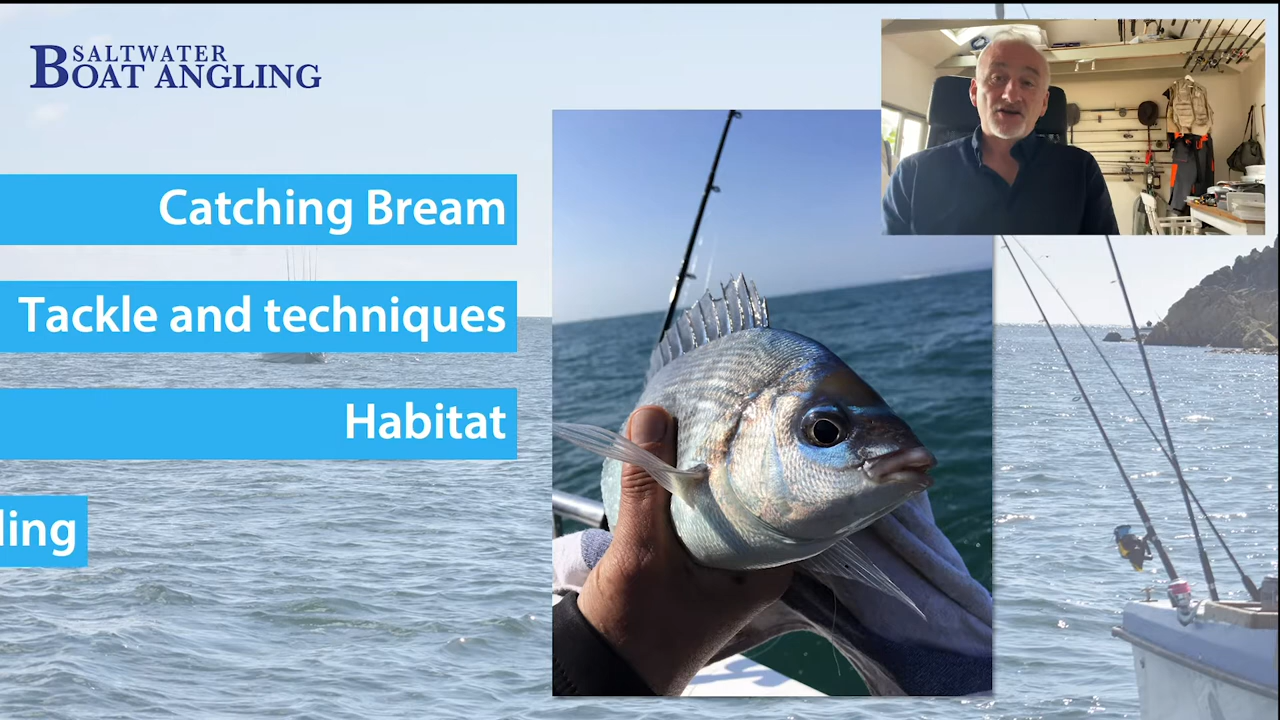 SALTWATER
BOAT ANGLING
Catching Bream
Tackle and techniques
Habitat
ling